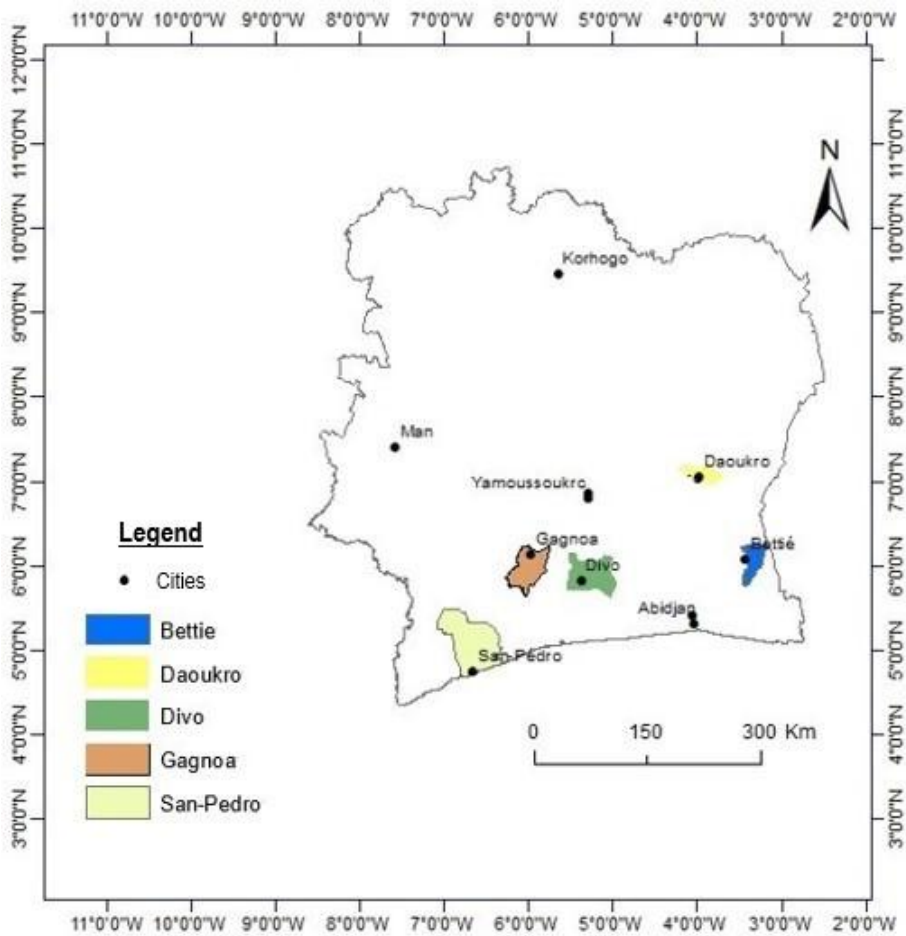 11°0'0"W 10°0'0"W 9°0'0"W 8°0'0"W 7°0'0"W 6°0'0"W 5°0'0"W 4°0'0"W 3°0'0"W 2°0'0"W
12°0'0"N
11°0'0"N
10°0'0"N
9°0'0"N
8°0'0"N
7°0'0"N
6°0'0"N
5°0'0"N
4°0'0"N
3°0'0"N
12°0'0"N
11°0'0"N
10°0'0"N
9°0'0"N
8°0'0"N
7°0'0"N
6°0'0"N
5°0'0"N
4°0'0"N
3°0'0"N
N
Korhogo
Man
Daoukro
Yamoussoukro
Gagnoa
Bettié
Divo
Abidjan
San-Pédro
Legend
Cities
Bettie
Daoukro
Divo
Gagnoa
San-Pedro
0 150 300 Km
11°0'0"W 10°0'0"W 9°0'0"W 8°0'0"W 7°0'0"W 6°0'0"W 5°0'0"W 4°0'0"W 3°0'0"W 2°0'0"W